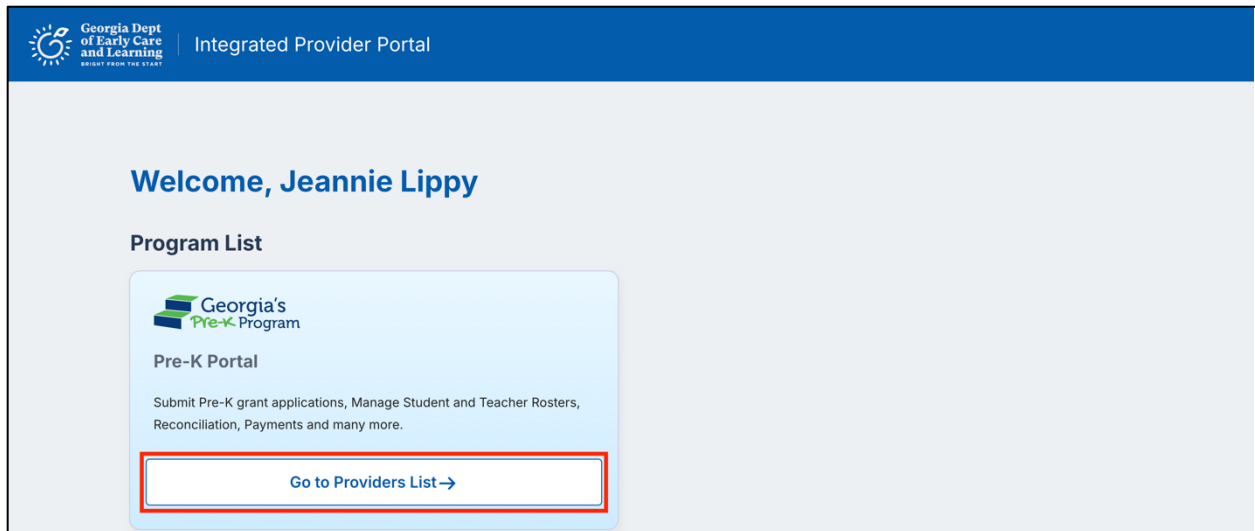 Georgia Dept
of Early Care
and Learning
BRIGHT FROM THE START
Integrated Provider Portal
Welcome, Jeannie Lippy
Program List
Georgia's
Pre-K Program
Pre-K Portal
Submit Pre-K grant applications, Manage Student and Teacher Rosters,
Reconciliation, Payments and many more.
Go to Providers List→